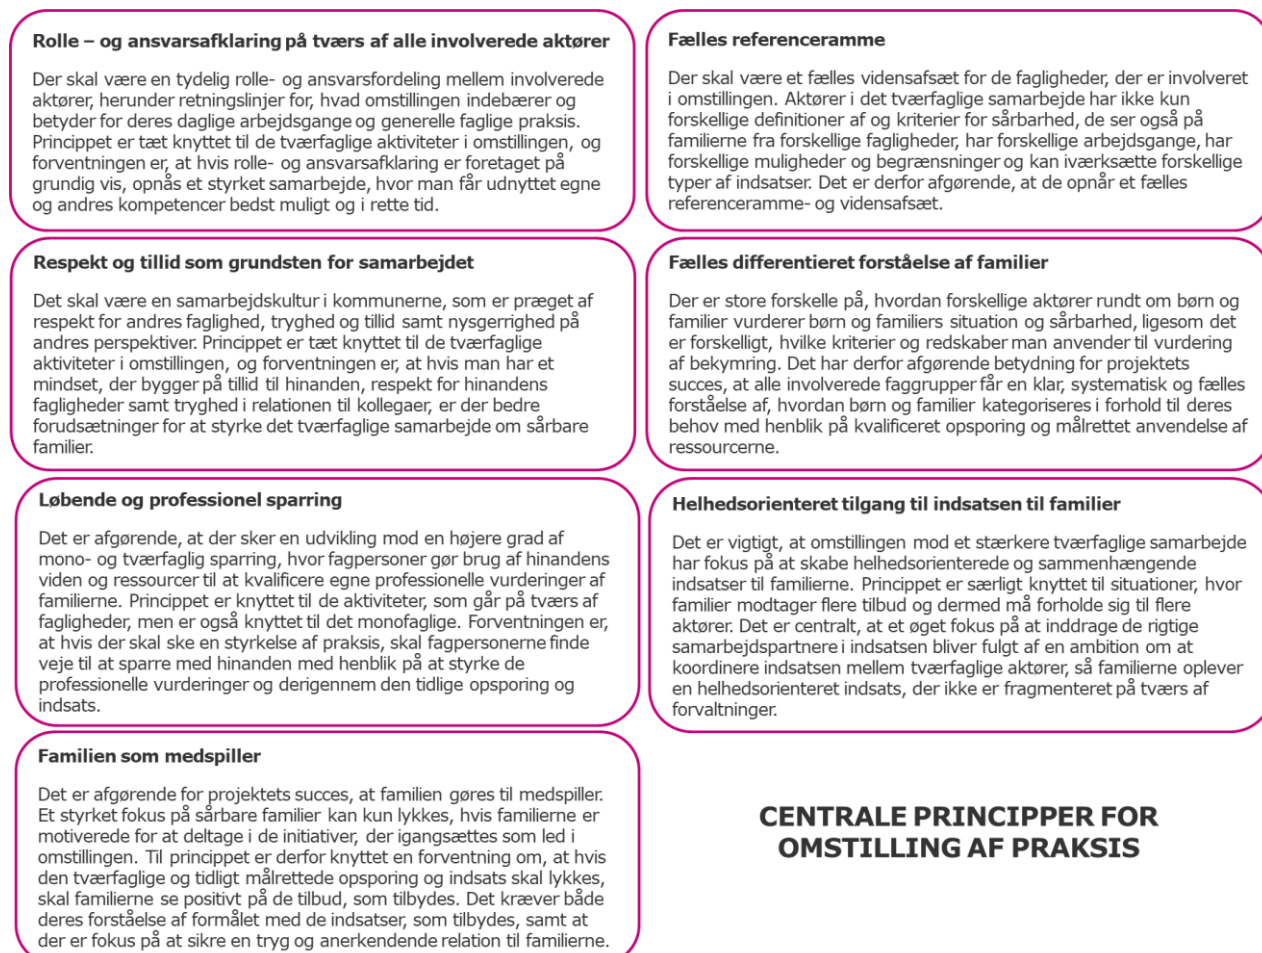 Rolle – og ansvarsafklaring på tværs af alle involverede aktører
Der skal være en tydelig rolle- og ansvarsfordeling mellem involverede
aktører, herunder retningslinjer for, hvad omstillingen indebærer og
betyder for deres daglige arbejdsgange og generelle faglige praksis.
Princippet er tæt knyttet til de tværfaglige aktiviteter i omstillingen, og
forventningen er, at hvis rolle- og ansvarsafklaring er foretaget på
grundig vis, opnås et styrket samarbejde, hvor man får udnyttet egne
og andres kompetencer bedst muligt og i rette tid.
Fælles referenceramme
Der skal være et fælles vidensafsæt for de fagligheder, der er involveret
i omstillingen. Aktører i det tværfaglige samarbejde har ikke kun
forskellige definitioner af og kriterier for sårbarhed, de ser også på
familierne fra forskellige fagligheder, har forskellige arbejdsgange, har
forskellige muligheder og begrænsninger og kan iværksætte forskellige
typer af indsatser. Det er derfor afgørende, at de opnår et fælles
referenceramme- og vidensafsæt.
Respekt og tillid som grundsten for samarbejdet
Det skal være en samarbejdskultur i kommunerne, som er præget af
respekt for andres faglighed, tryghed og tillid samt nysgerrighed på
andres perspektiver. Princippet er tæt knyttet til de tværfaglige
aktiviteter i omstillingen, og forventningen er, at hvis man har et
mindset, der bygger på tillid til hinanden, respekt for hinandens
fagligheder samt tryghed i relationen til kollegaer, er der bedre
forudsætninger for at styrke det tværfaglige samarbejde om sårbare
familier.
Fælles differentieret forståelse af familier
Der er store forskelle på, hvordan forskellige aktører rundt om børn og
familier vurderer børn og familiers situation og sårbarhed, ligesom det
er forskelligt, hvilke kriterier og redskaber man anvender til vurdering
af bekymring. Det har derfor afgørende betydning for projektets
succes, at alle involverede faggrupper får en klar, systematisk og fælles
forståelse af, hvordan børn og familier kategoriseres i forhold til deres
behov med henblik på kvalificeret opsporing og målrettet anvendelse af
ressourcerne.
Løbende og professionel sparring
Det er afgørende, at der sker en udvikling mod en højere grad af
mono- og tværfaglig sparring, hvor fagpersoner gør brug af hinandens
viden og ressourcer til at kvalificere egne professionelle vurderinger af
familierne. Princippet er knyttet til de aktiviteter, som går på tværs af
fagligheder, men er også knyttet til det monofaglige. Forventningen er,
at hvis der skal ske en styrkelse af praksis, skal fagpersonerne finde
veje til at sparre med hinanden med henblik på at styrke de
professionelle vurderinger og derigennem den tidlige opsporing og
indsats.
Helhedsorienteret tilgang til indsatsen til familier
Det er vigtigt, at omstillingen mod et stærkere tværfaglige samarbejde
har fokus på at skabe helhedsorienterede og sammenhængende
indsatser til familierne. Princippet er særligt knyttet til situationer, hvor
familier modtager flere tilbud og dermed må forholde sig til flere
aktører. Det er centralt, at et øget fokus på at inddrage de rigtige
samarbejdspartnere i indsatsen bliver fulgt af en ambition om at
koordinere indsatsen mellem tværfaglige aktører, så familierne oplever
en helhedsorienteret indsats, der ikke er fragmenteret på tværs af
forvaltninger.
Familien som medspiller
Det er afgørende for projektets succes, at familien gøres til medspiller.
Et styrket fokus på sårbare familier kan kun lykkes, hvis familierne er
motiverede for at deltage i de initiativer, der igangsættes som led i
omstillingen. Til princippet er derfor knyttet en forventning om, at hvis
den tværfaglige og tidligt målrettede opsporing og indsats skal lykkes,
skal familierne se positivt på de tilbud, som tilbydes. Det kræver både
deres forståelse af formålet med de indsatser, som tilbydes, samt at
der er fokus på at sikre en tryg og anerkendende relation til familierne.
CENTRALE PRINCIPPER FOR
OMSTILLING AF PRAKSIS